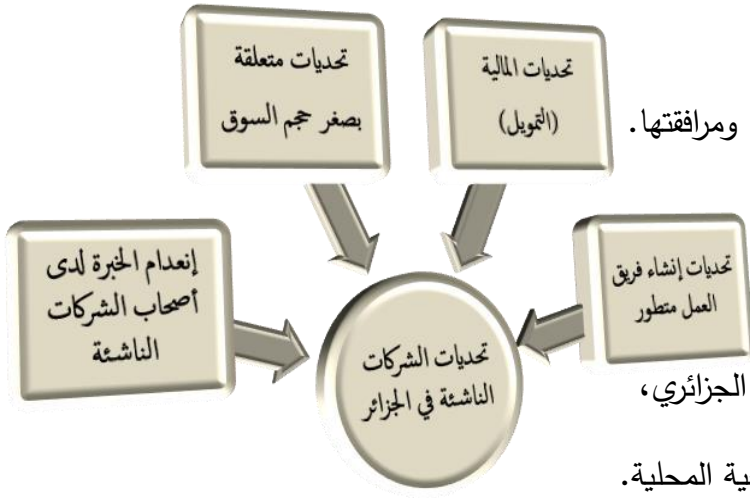 تحديات المالية
(التمويل)
تحديات متعلقة
بصغر حجم السوق
ومرافقتها.
تحديات إنشاء فريق
العمل متطور
إنعدام الخبرة لدى
أصحاب الشركات
الناشئة
تحديات الشركات
الناشئة في الجزائر
الجزائري،
ية المحلية.